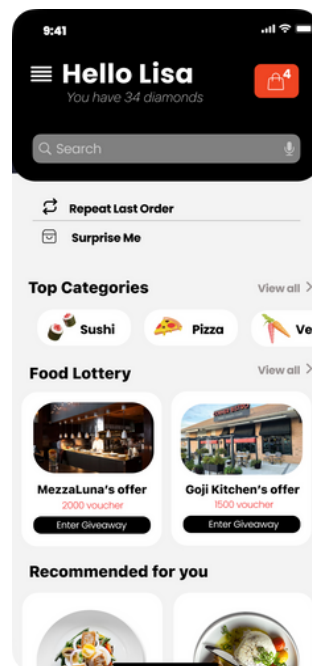 9:41
Hello Lisa
4
You have 34 diamonds
Search
Repeat Last Order
Surprise Me
Top Categories
View all
Sushi
Pizza
Ve
Food Lottery
View all
MezzaLuna's offer
2000 voucher
Enter Giveaway
Goji Kitchen's offer
1500 voucher
Enter Giveaway
Recommended for you